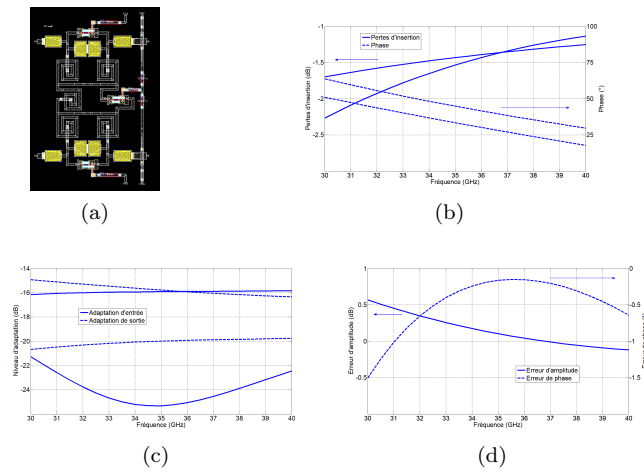 (a)
-1
-1.5
-2
-2.5
100
75
50
25
30 31 32 33 34 35 36 37 38 39 40
Pertes d'insertion (dB)
Phase (°)
Fréquence (GHz)
Pertes d'insertion
Phase
(b)
-14
-16
-18
-20
-22
-24
30 31 32 33 34 35 36 37 38 39 40
Niveau d'adaptation (dB)
Fréquence (GHz)
Adaptation d'entrée
Adaptation de sortie
(c)
1
0.5
0
-0.5
0
-0.5
-1
-1.5
30 31 32 33 34 35 36 37 38 39 40
Erreur d'amplitude (dB)
Fréquence (GHz)
Erreur d'amplitude
Erreur de phase
(d)